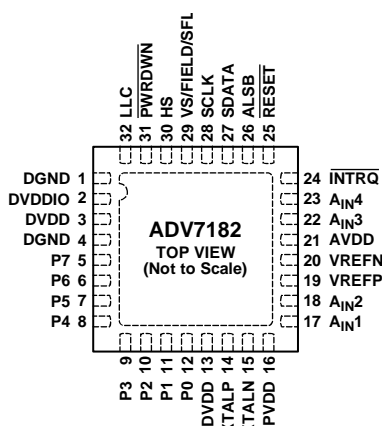 32 LLC
31 PWRDWN
30 HS
29 VS/FIELD/SFL
28 SCLK
27 SDATA
26 ALSB
25 RESET
DGND 1
DVDDIO 2
DVDD 3
DGND 4
P7 5
P6 6
P5 7
P4 8
ADV7182
TOP VIEW
(Not to Scale)
24 INTRQ
23 AIN4
22 AIN3
21 AVDD
20 VREFN
19 VREFP
18 AIN2
17 AIN1
P3 9
P2 10
P1 11
P0 12
DVDD 13
XTALP 14
XTALN 15
PVDD 16